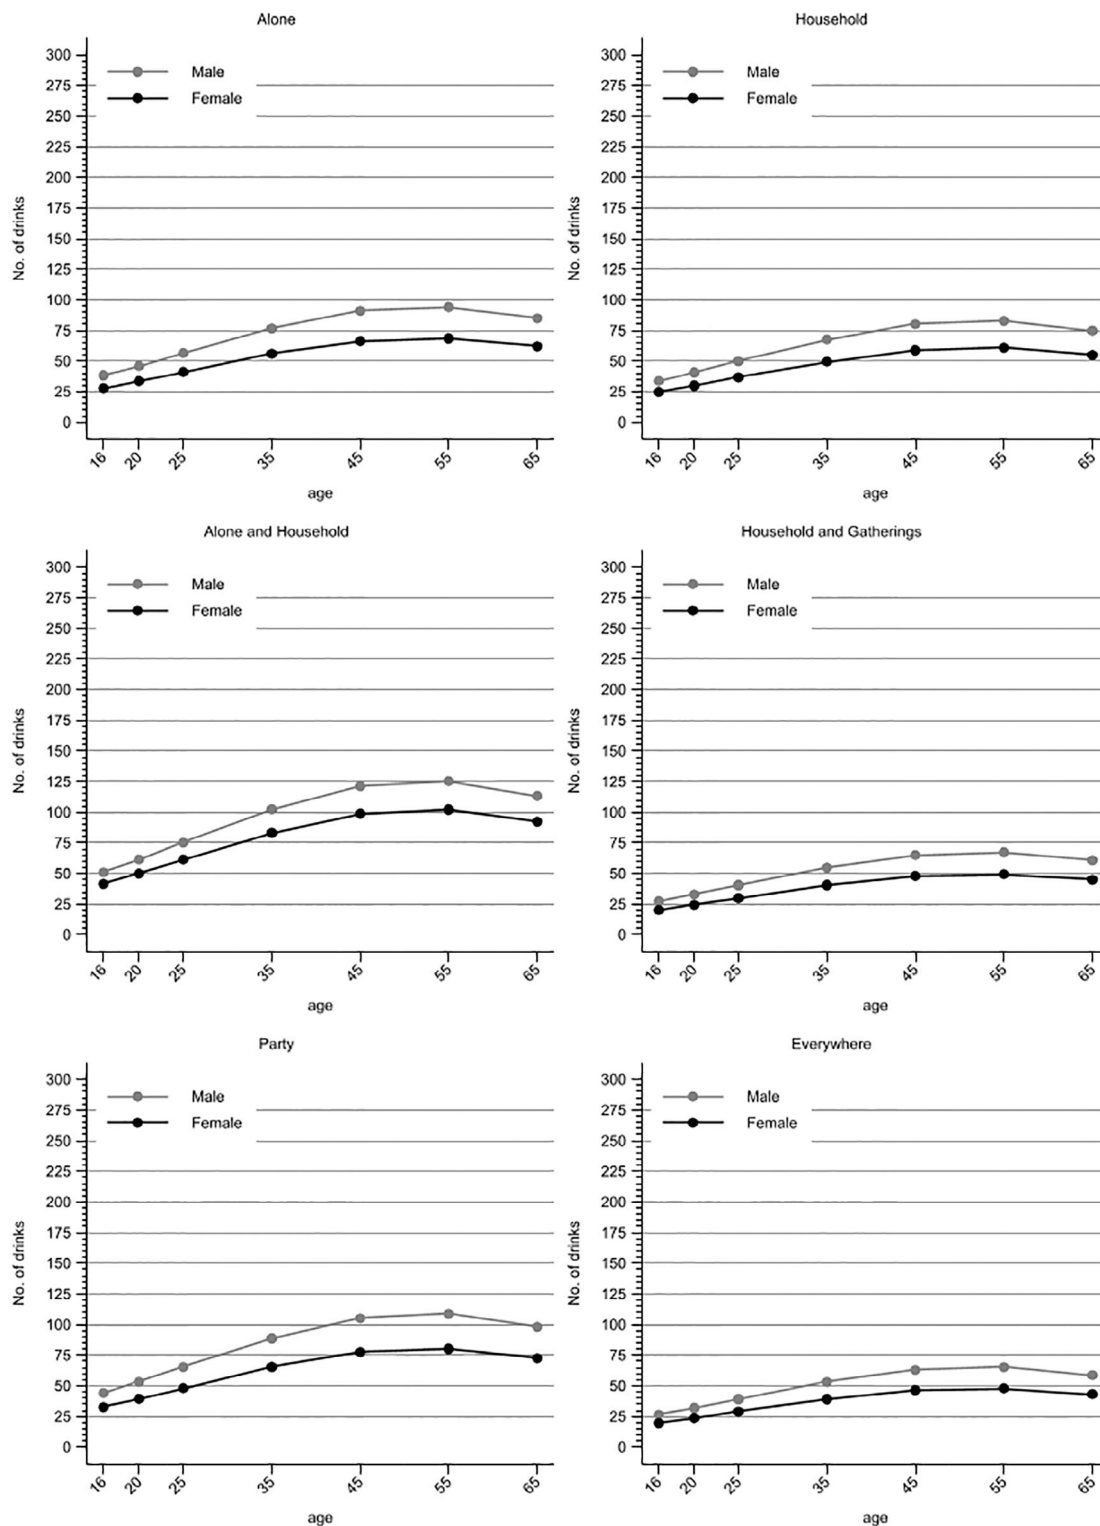 Alone
300
275
250
225
200
175
150
125
100
75
50
25
0
No. of drinks
Male
Female
16 20 25 35 45 55 65
age
Household
300
275
250
225
200
175
150
125
100
75
50
25
0
No. of drinks
Male
Female
16 20 25 35 45 55 65
age
Alone and Household
300
275
250
225
200
175
150
125
100
75
50
25
0
No. of drinks
Male
Female
16 20 25 35 45 55 65
age
Household and Gatherings
300
275
250
225
200
175
150
125
100
75
50
25
0
No. of drinks
Male
Female
16 20 25 35 45 55 65
age
Party
300
275
250
225
200
175
150
125
100
75
50
25
0
No. of drinks
Male
Female
16 20 25 35 45 55 65
age
Everywhere
300
275
250
225
200
175
150
125
100
75
50
25
0
No. of drinks
Male
Female
16 20 25 35 45 55 65
age